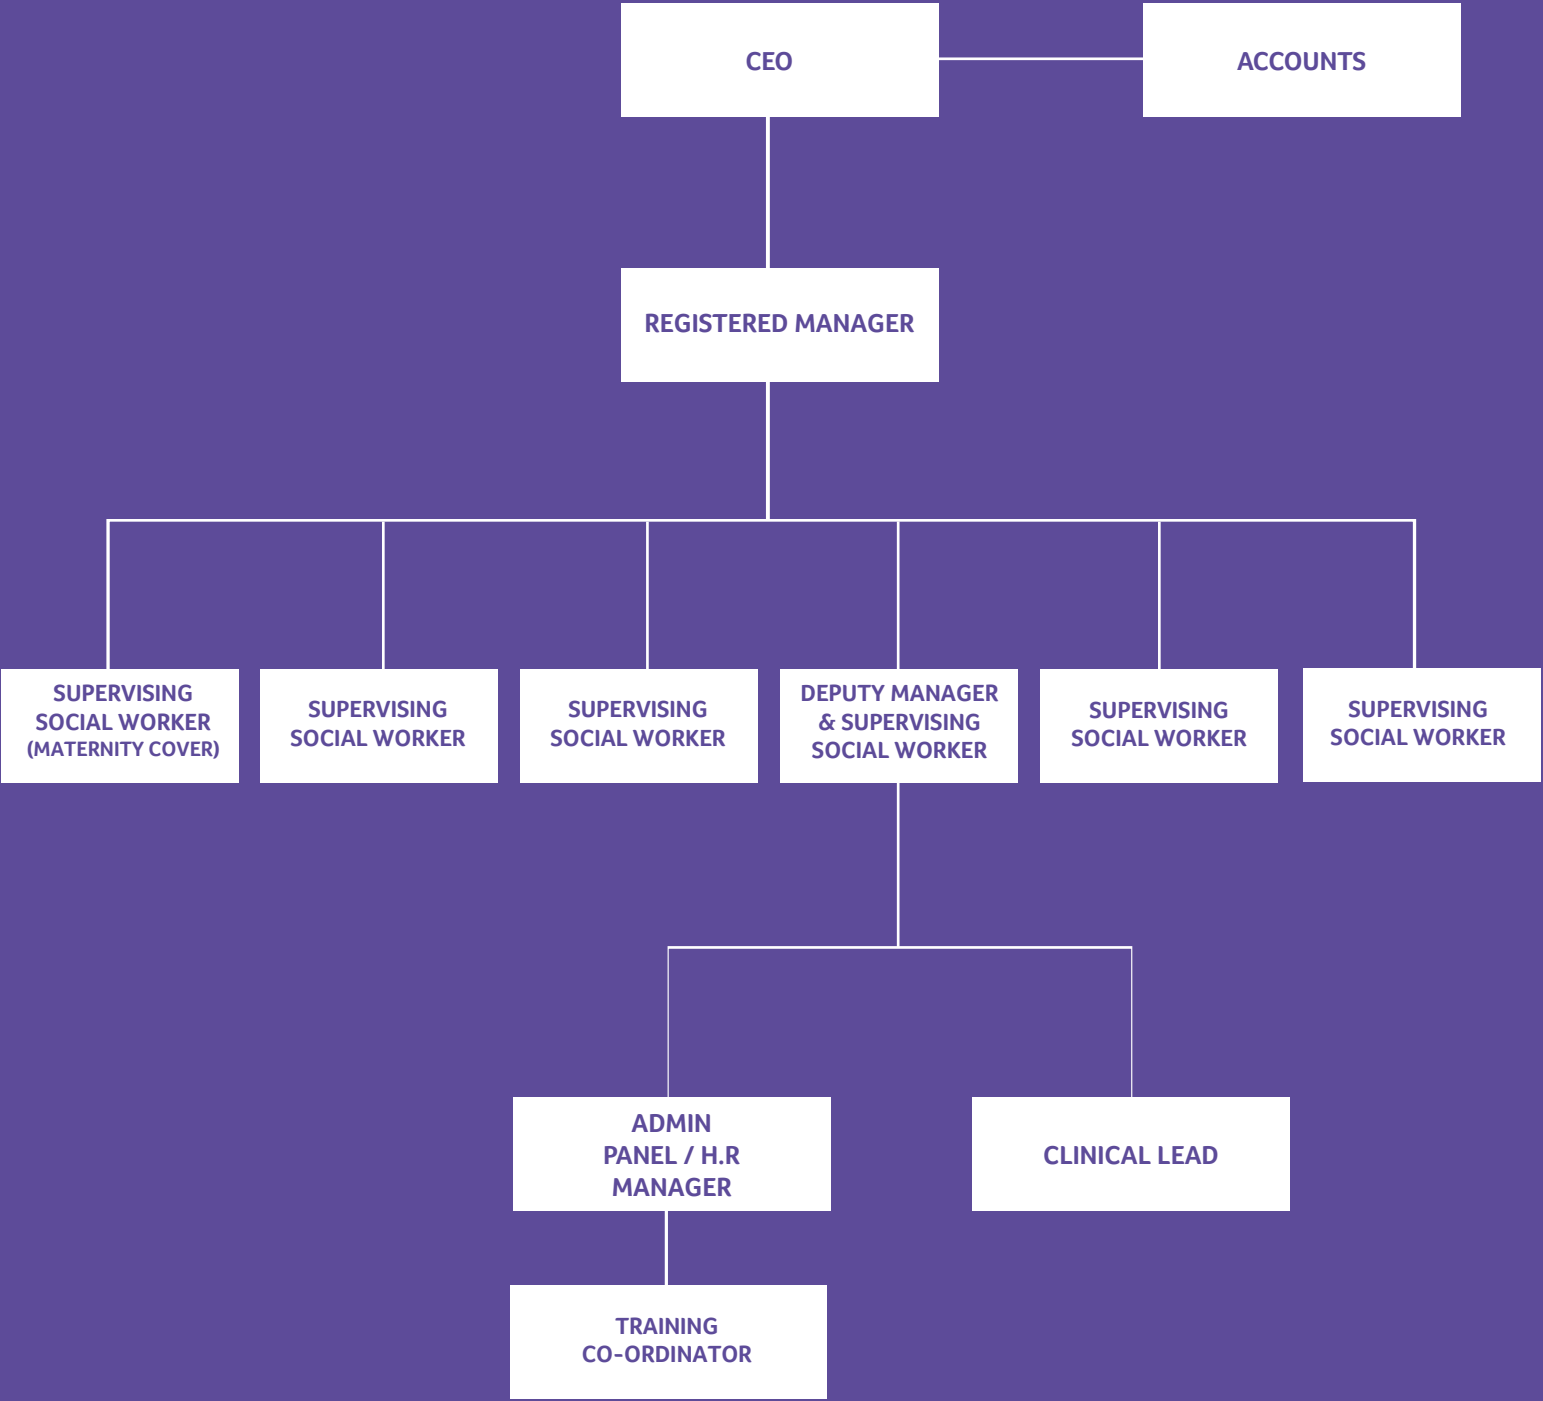 CEO
ACCOUNTS
REGISTERED MANAGER
SUPERVISING
SOCIAL WORKER
(MATERNITY COVER)
SUPERVISING
SOCIAL WORKER
SUPERVISING
SOCIAL WORKER
DEPUTY MANAGER
& SUPERVISING
SOCIAL WORKER
SUPERVISING
SOCIAL WORKER
SUPERVISING
SOCIAL WORKER
ADMIN
PANEL / H.R
MANAGER
CLINICAL LEAD
TRAINING
CO-ORDINATOR